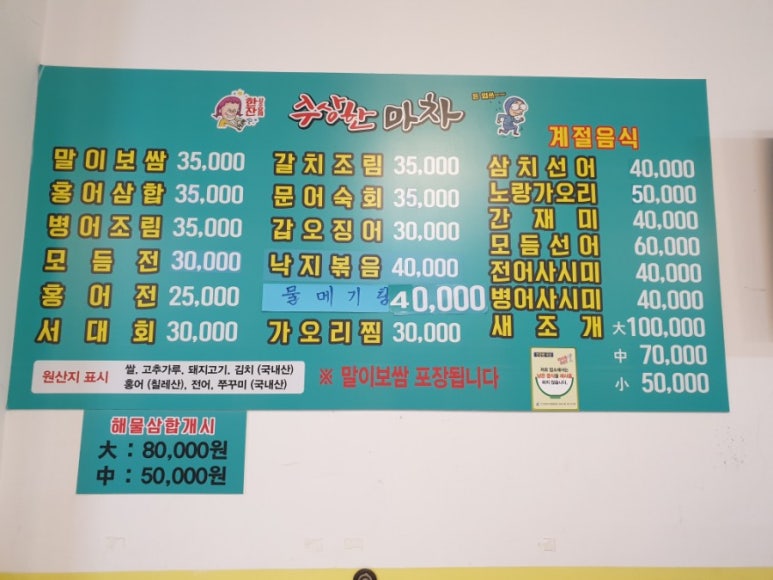 수상한 마차
돈 없슈~~
계절음식
말이보쌈 35,000
홍어삼합 35,000
병어조림 35,000
모듬전 30,000
홍어전 25,000
서대회 30,000
갈치조림 35,000
문어숙회 35,000
갑오징어 30,000
낙지볶음 40,000
물메기탕 40,000
가오리찜 30,000
삼치선어 40,000
노랑가오리 50,000
간재미 40,000
모듬선어 60,000
전어사시미 40,000
병어사시미 40,000
새조개 大 100,000
中 70,000
小 50,000
원산지 표시
쌀, 고추가루, 돼지고기, 김치 (국내산)
홍어 (칠레산), 전어, 쭈꾸미 (국내산)
※ 말이보쌈 포장됩니다
해물삼합개시
大 : 80,000원
中 : 50,000원